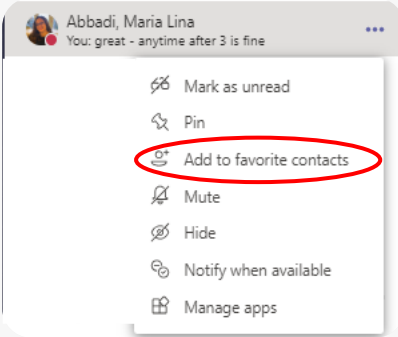 Abbadi, Maria Lina
You: great - anytime after 3 is fine
Mark as unread
Pin
Add to favorite contacts
Mute
Hide
Notify when available
Manage apps